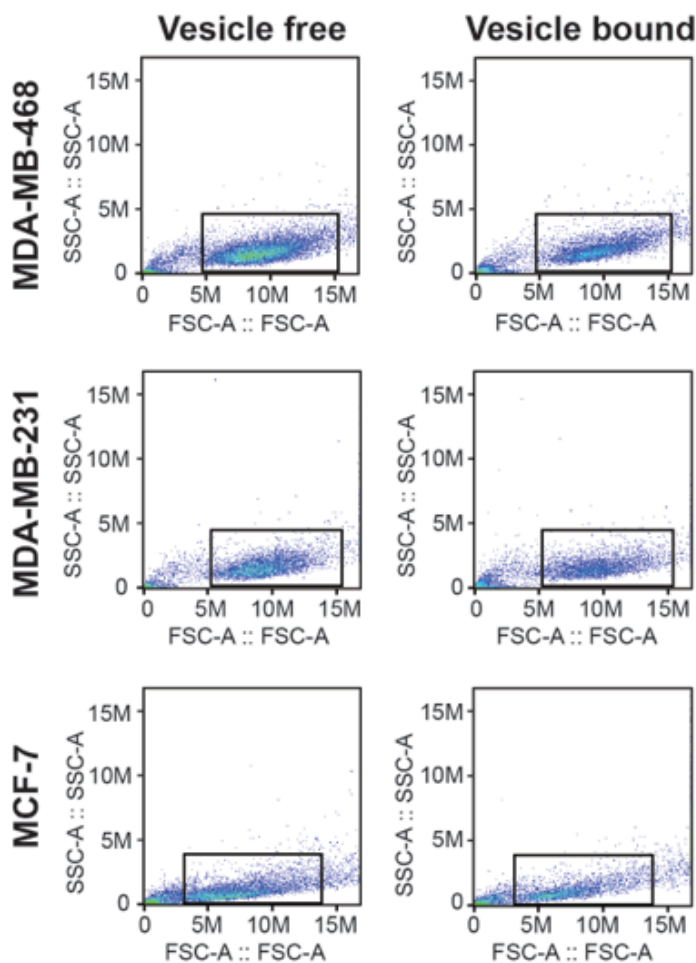 Vesicle free Vesicle bound
MDA-MB-468
SSC-A :: SSC-A
15M
10M
5M
0
0 5M 10M 15M
FSC-A :: FSC-A
SSC-A :: SSC-A
15M
10M
5M
0
0 5M 10M 15M
FSC-A :: FSC-A
MDA-MB-231
SSC-A :: SSC-A
15M
10M
5M
0
0 5M 10M 15M
FSC-A :: FSC-A
SSC-A :: SSC-A
15M
10M
5M
0
0 5M 10M 15M
FSC-A :: FSC-A
MCF-7
SSC-A :: SSC-A
15M
10M
5M
0
0 5M 10M 15M
FSC-A :: FSC-A
SSC-A :: SSC-A
15M
10M
5M
0
0 5M 10M 15M
FSC-A :: FSC-A